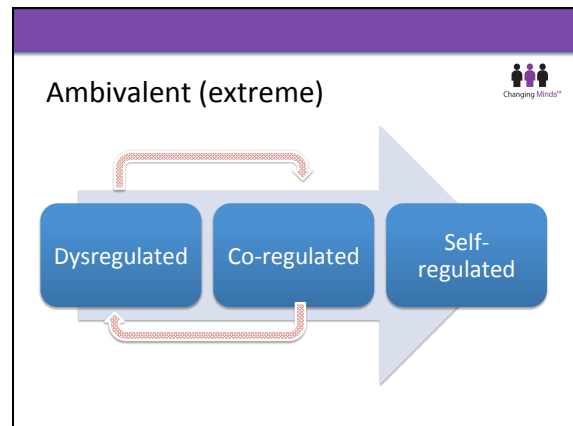 Ambivalent (extreme)
Changing Minds
Dysregulated
Co-regulated
Self-
regulated